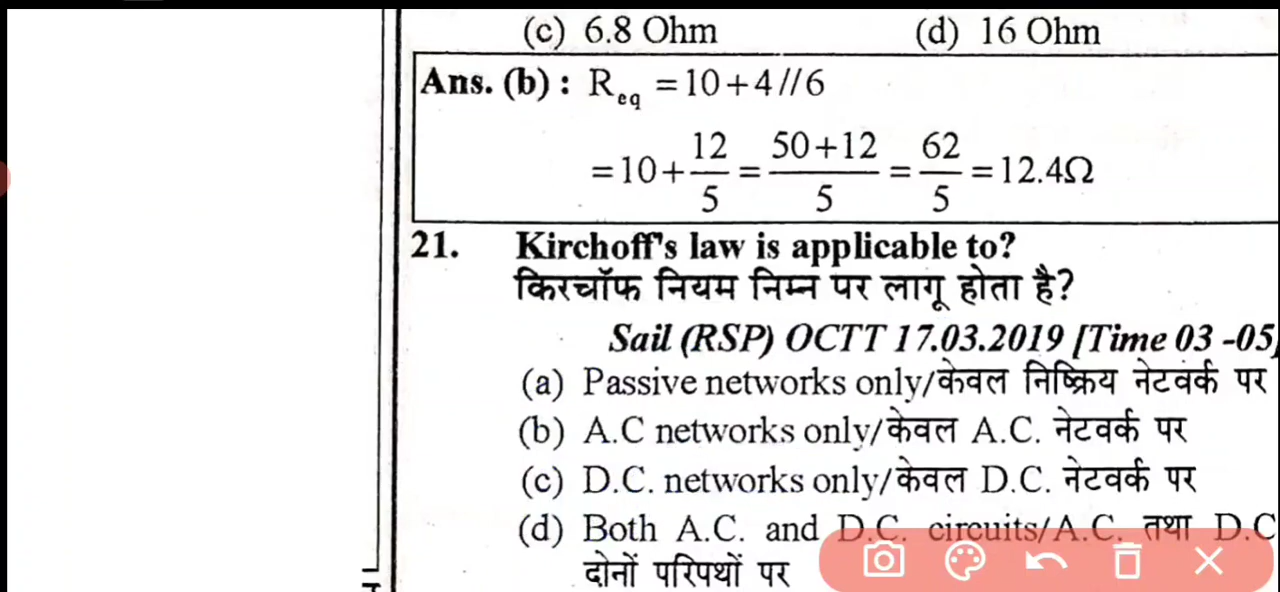 (c) 6.8 Ohm (d) 16 Ohm
Ans. (b) : R_eq = 10+4//6
=10+12/5 = 50+12/5 = 62/5 =12.4Ω
21. Kirchoff's law is applicable to?
किरचॉफ नियम निम्न पर लागू होता है?
Sail (RSP) OCTT 17.03.2019 [Time 03 -05]
(a) Passive networks only/केवल निष्क्रिय नेटवर्क पर
(b) A.C networks only/केवल A.C. नेटवर्क पर
(c) D.C. networks only/केवल D.C. नेटवर्क पर
(d) Both A.C. and D.C. circuits/A.C. तथा D.C
दोनों परिपथों पर